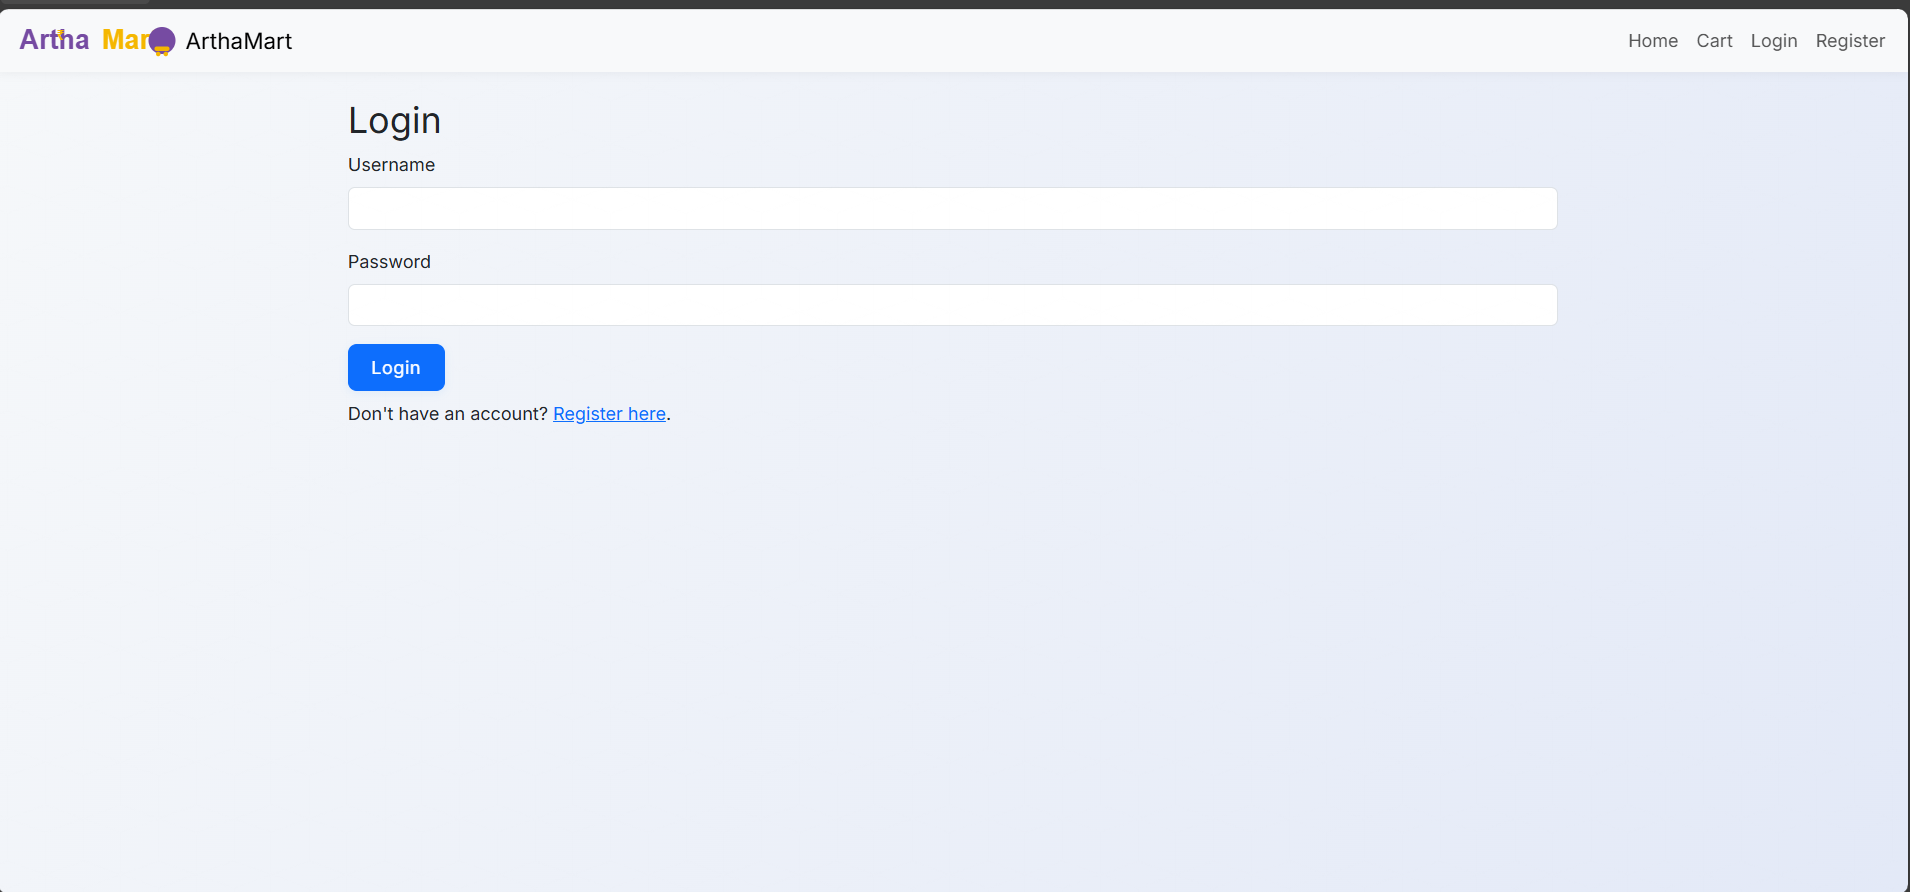 Artha Mar ArthaMart Home Cart Login Register
Login
Username
Password
Login
Don't have an account? Register here.